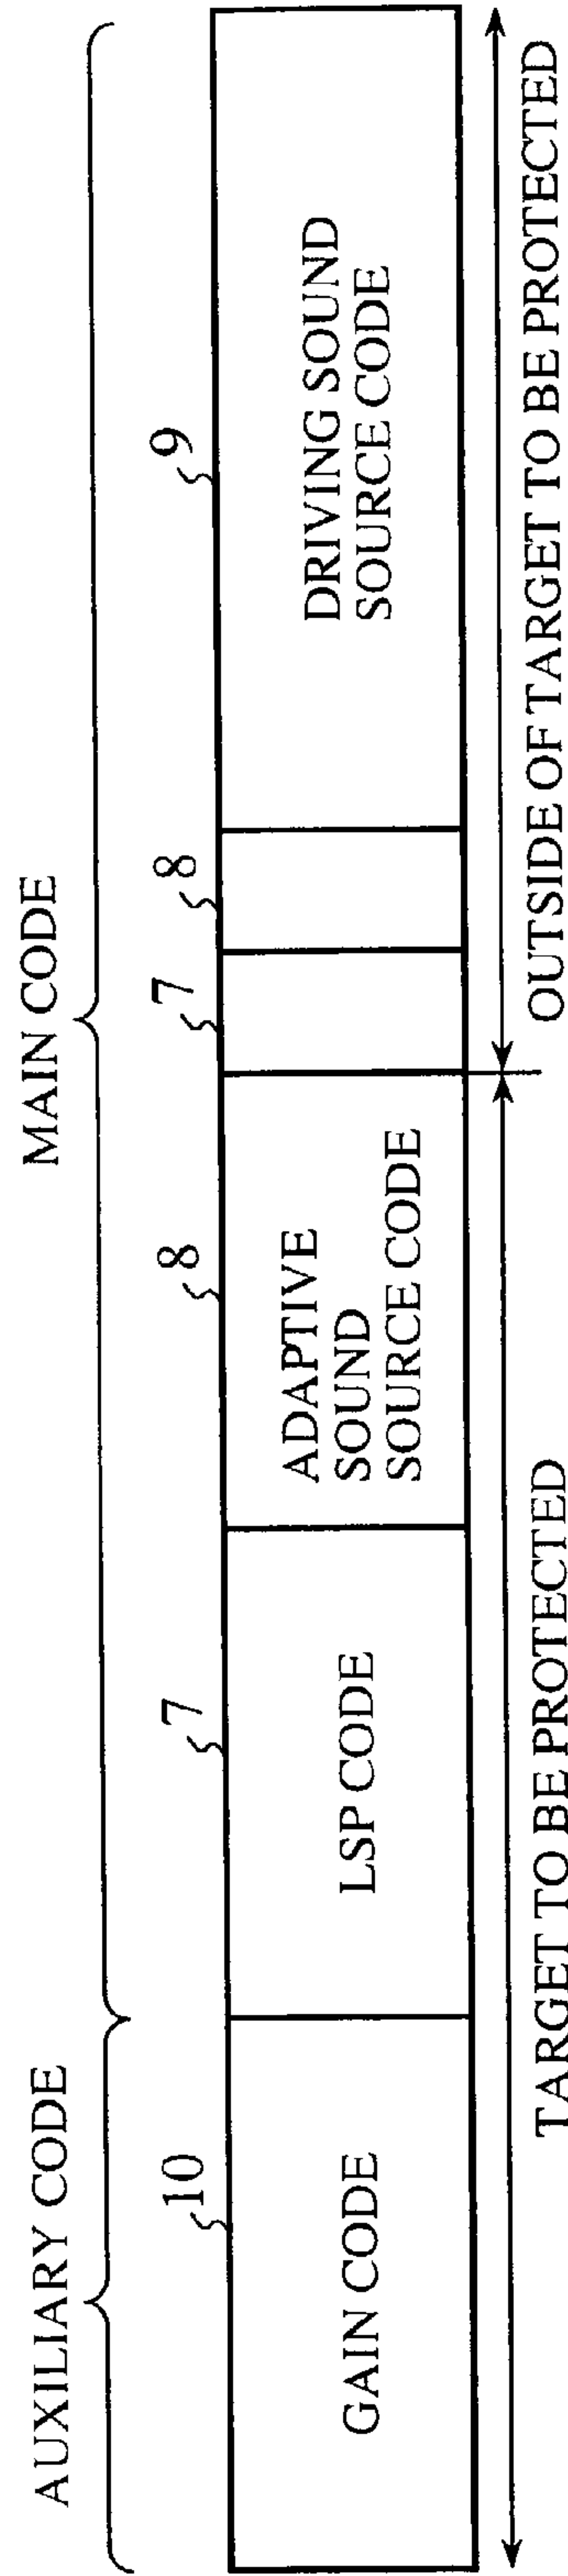 AUXILIARY CODE
MAIN CODE
10
7
8
7
8
9
GAIN CODE
LSP CODE
ADAPTIVE
SOUND
SOURCE CODE
DRIVING SOUND
SOURCE CODE
TARGET TO BE PROTECTED
OUTSIDE OF TARGET TO BE PROTECTED